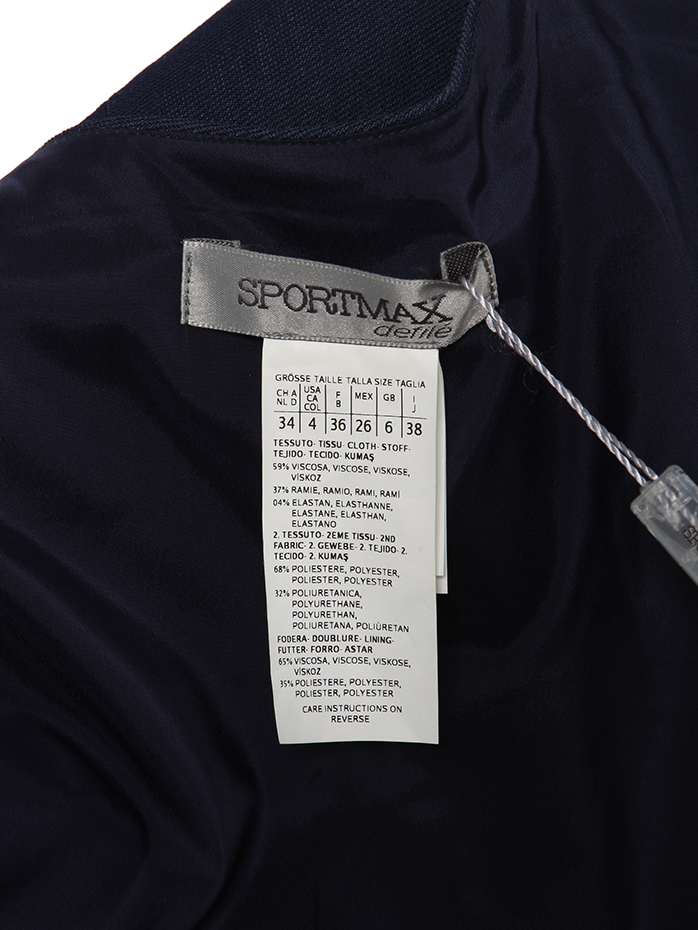 SPORTMAX
defilé
GRÖSSE TAILLE TALLA SIZE TAGLIA
CH A NL D USA CA COL F B MEX GB I J
34 4 36 26 6 38
TESSUTO- TISSU- CLOTH- STOFF-
TEJIDO- TECIDO- KUMAŞ
59% VISCOSA, VISCOSE, VISKOSE,
VİSKOZ
37% RAMIE, RAMIO, RAMI, RAMİ
04% ELASTAN, ELASTHANNE,
ELASTANE, ELASTHAN,
ELASTANO
2. TESSUTO- 2EME TISSU- 2ND
FABRIC- 2. GEWEBE- 2. TEJIDO- 2.
TECIDO- 2. KUMAŞ
68% POLIESTERE, POLYESTER,
POLIESTER, POLYESTER
32% POLIURETANICA,
POLYURETHANE,
POLYURETHAN,
POLIURETANA, POLİÜRETAN
FODERA- DOUBLURE- LINING-
FUTTER- FORRO- ASTAR
65% VISCOSA, VISCOSE, VISKOSE,
VİSKOZ
35% POLIESTERE, POLYESTER,
POLIESTER, POLYESTER
CARE INSTRUCTIONS ON
REVERSE